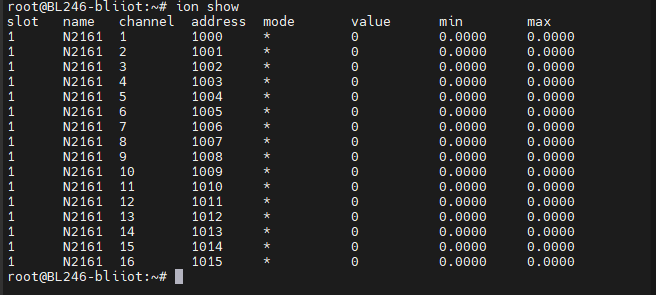 root@BL246-bliiot:~# ion show
slot name channel address mode value min max
1 N2161 1 1000 * 0 0.0000 0.0000
1 N2161 2 1001 * 0 0.0000 0.0000
1 N2161 3 1002 * 0 0.0000 0.0000
1 N2161 4 1003 * 0 0.0000 0.0000
1 N2161 5 1004 * 0 0.0000 0.0000
1 N2161 6 1005 * 0 0.0000 0.0000
1 N2161 7 1006 * 0 0.0000 0.0000
1 N2161 8 1007 * 0 0.0000 0.0000
1 N2161 9 1008 * 0 0.0000 0.0000
1 N2161 10 1009 * 0 0.0000 0.0000
1 N2161 11 1010 * 0 0.0000 0.0000
1 N2161 12 1011 * 0 0.0000 0.0000
1 N2161 13 1012 * 0 0.0000 0.0000
1 N2161 14 1013 * 0 0.0000 0.0000
1 N2161 15 1014 * 0 0.0000 0.0000
1 N2161 16 1015 * 0 0.0000 0.0000
root@BL246-bliiot:~#